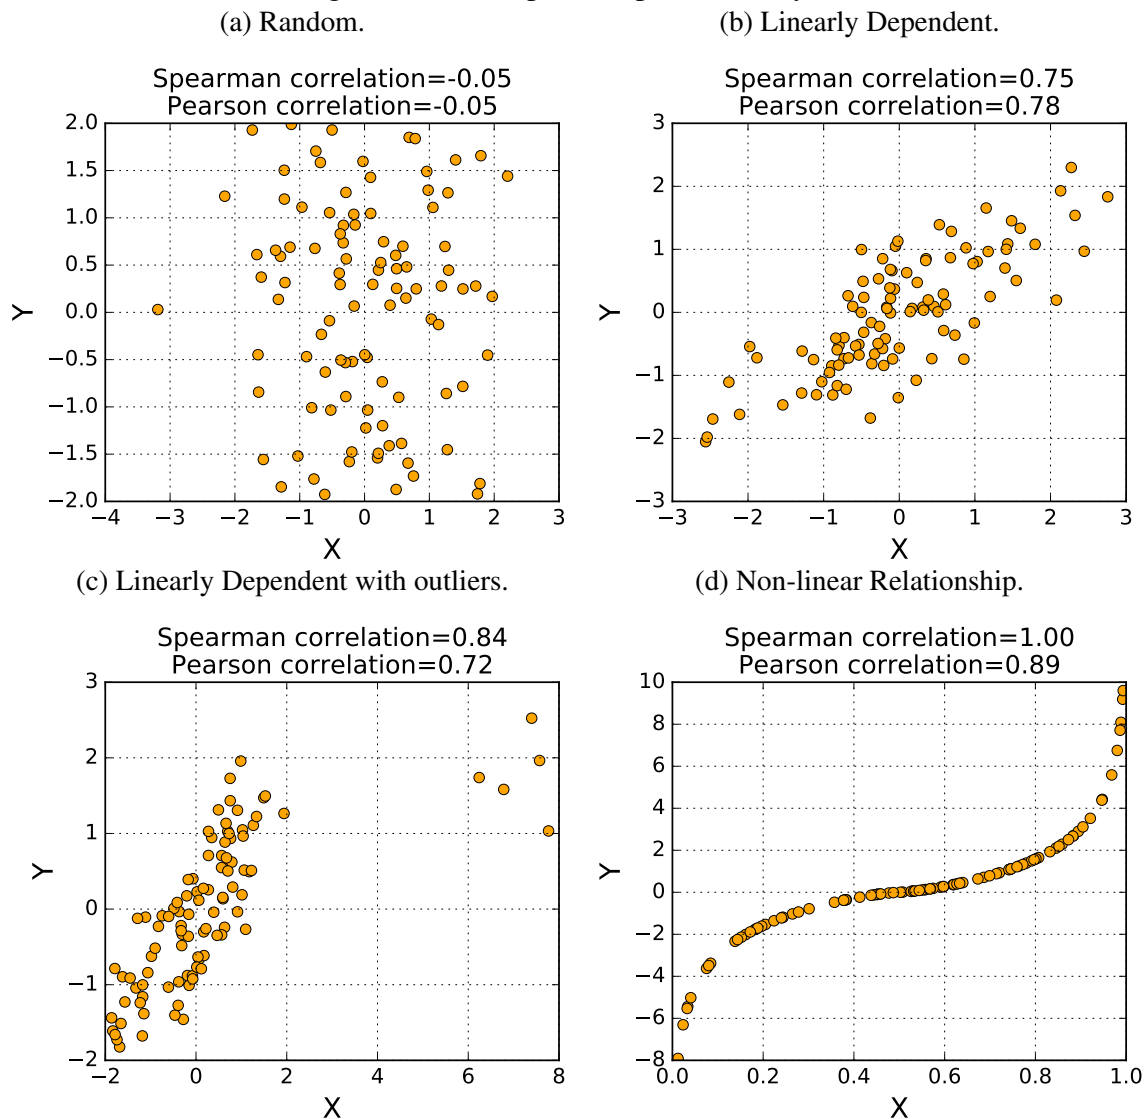 (a) Random.
(b) Linearly Dependent.
Spearman correlation=-0.05
Pearson correlation=-0.05
Spearman correlation=0.75
Pearson correlation=0.78
2.0
1.5
1.0
0.5
0.0
−0.5
−1.0
−1.5
−2.0
Y
−4 −3 −2 −1 0 1 2 3
X
3
2
1
0
−1
−2
−3
Y
−3 −2 −1 0 1 2 3
X
(c) Linearly Dependent with outliers.
(d) Non-linear Relationship.
Spearman correlation=0.84
Pearson correlation=0.72
Spearman correlation=1.00
Pearson correlation=0.89
3
2
1
0
−1
−2
Y
−2 0 2 4 6 8
X
10
8
6
4
2
0
−2
−4
−6
−8
Y
0.0 0.2 0.4 0.6 0.8 1.0
X